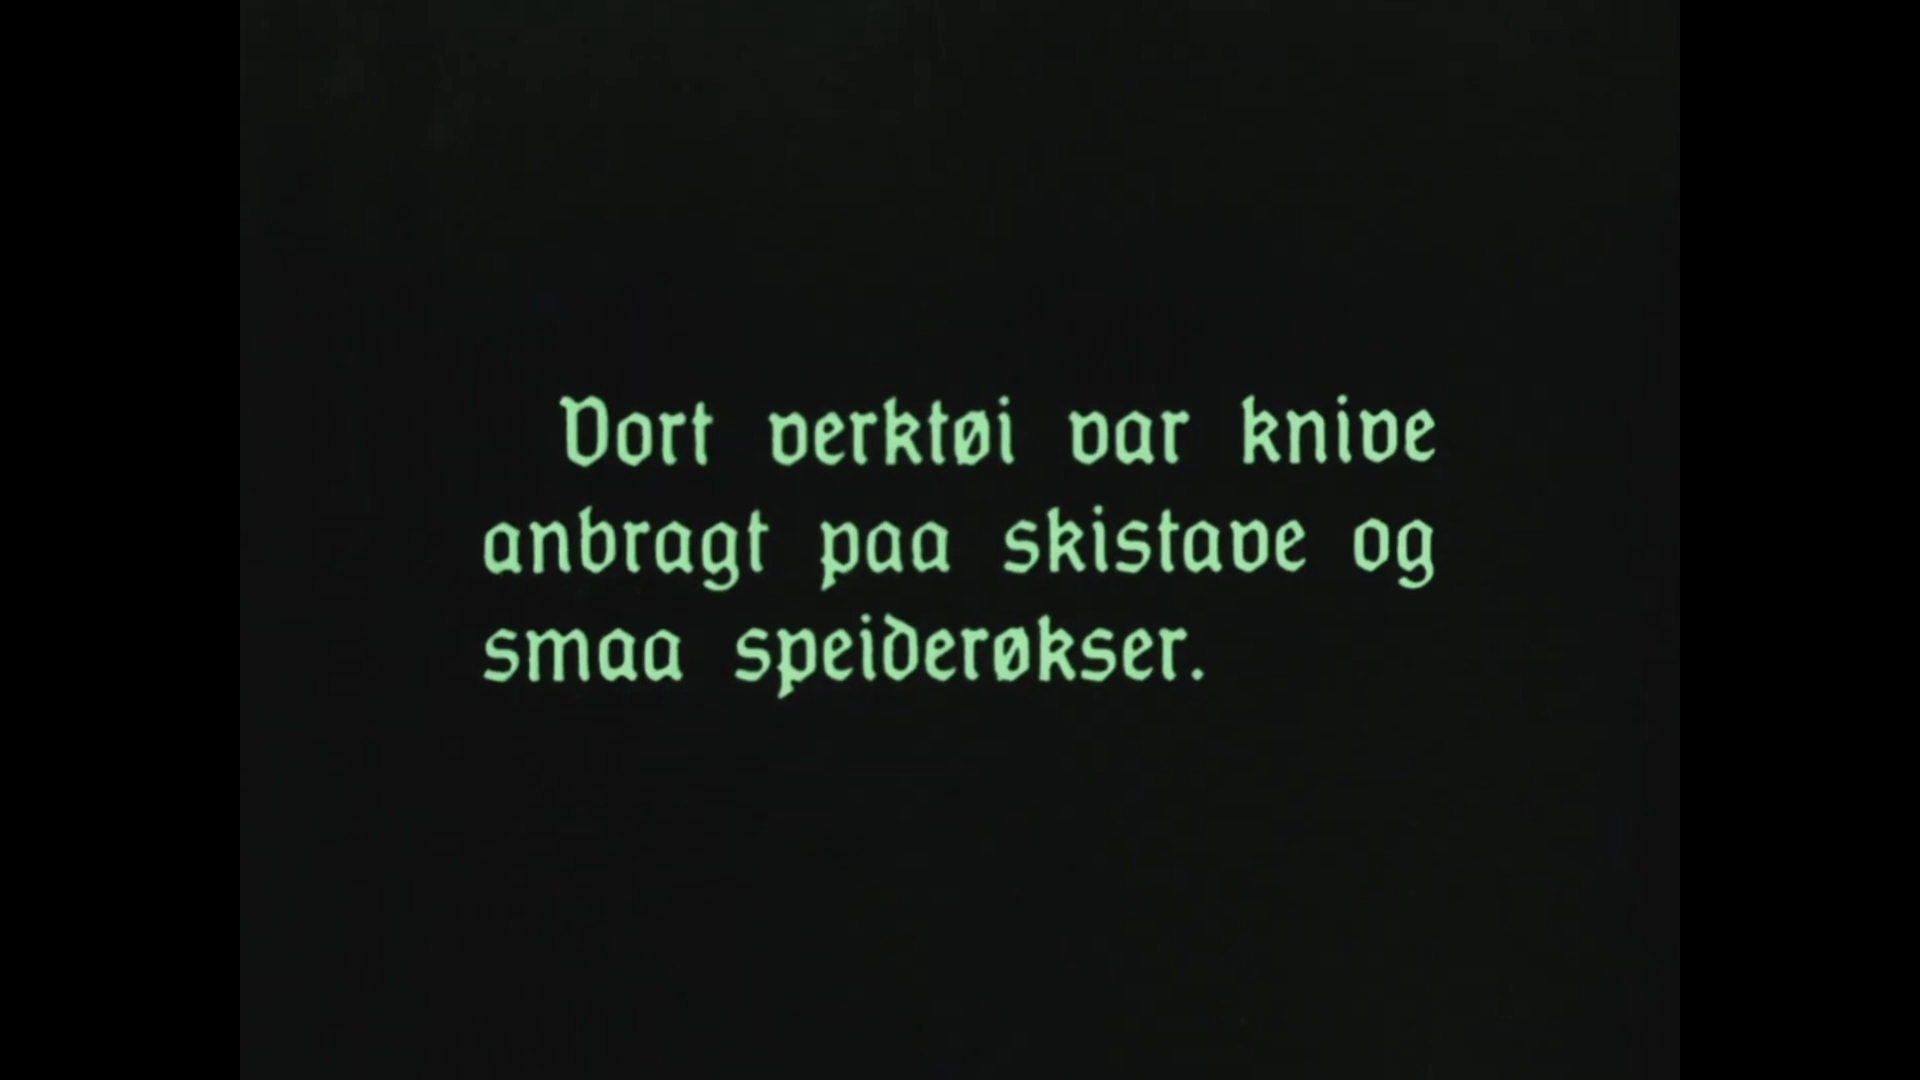 Vort verktøi var knive
anbragt paa skistave og
smaa speiderøkser.